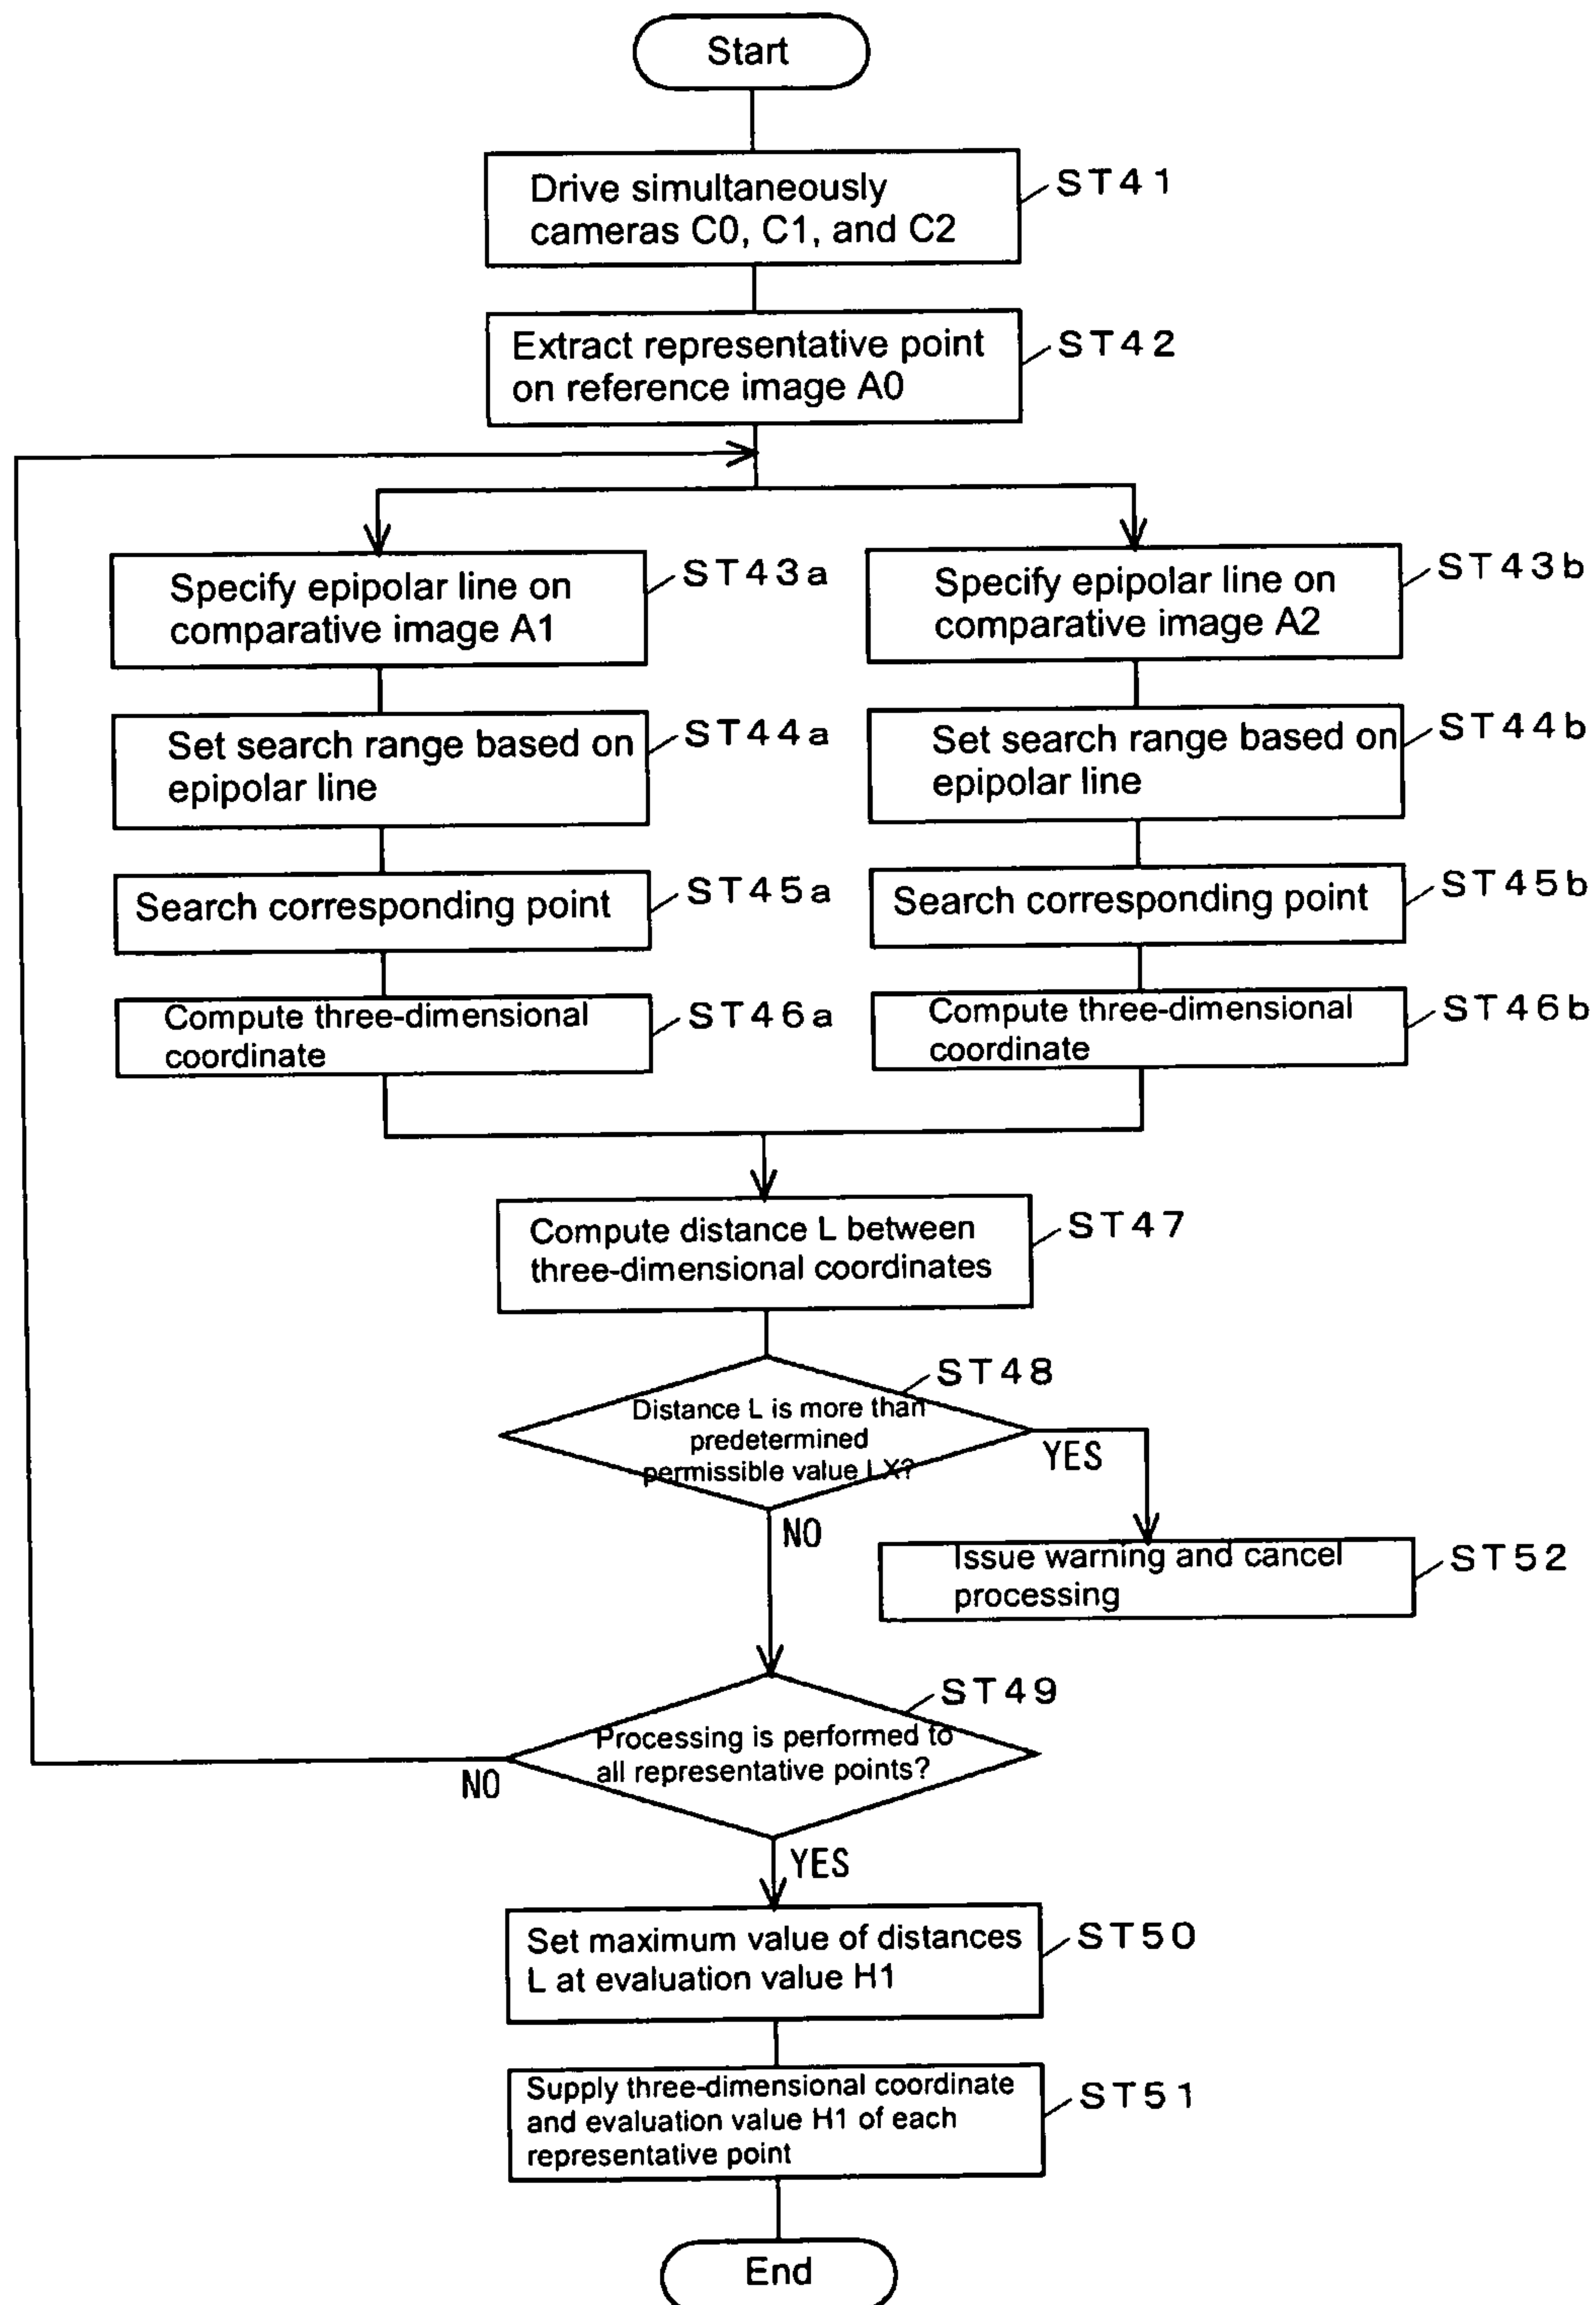 Start
Drive simultaneously
cameras C0, C1, and C2
ST41
Extract representative point
on reference image A0
ST42
Specify epipolar line on
comparative image A1
ST43a
Specify epipolar line on
comparative image A2
ST43b
Set search range based on
epipolar line
ST44a
Set search range based on
epipolar line
ST44b
Search corresponding point
ST45a
Search corresponding point
ST45b
Compute three-dimensional
coordinate
ST46a
Compute three-dimensional
coordinate
ST46b
Compute distance L between
three-dimensional coordinates
ST47
ST48
Distance L is more than
predetermined
permissible value LX?
YES
NO
Issue warning and cancel
processing
ST52
ST49
Processing is performed to
all representative points?
NO
YES
Set maximum value of distances
L at evaluation value H1
ST50
Supply three-dimensional coordinate
and evaluation value H1 of each
representative point
ST51
End